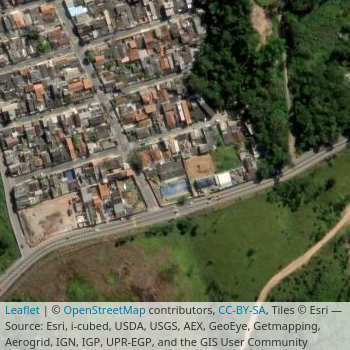 Leaflet | © OpenStreetMap contributors, CC-BY-SA, Tiles © Esri —
Source: Esri, i-cubed, USDA, USGS, AEX, GeoEye, Getmapping,
Aerogrid, IGN, IGP, UPR-EGP, and the GIS User Community